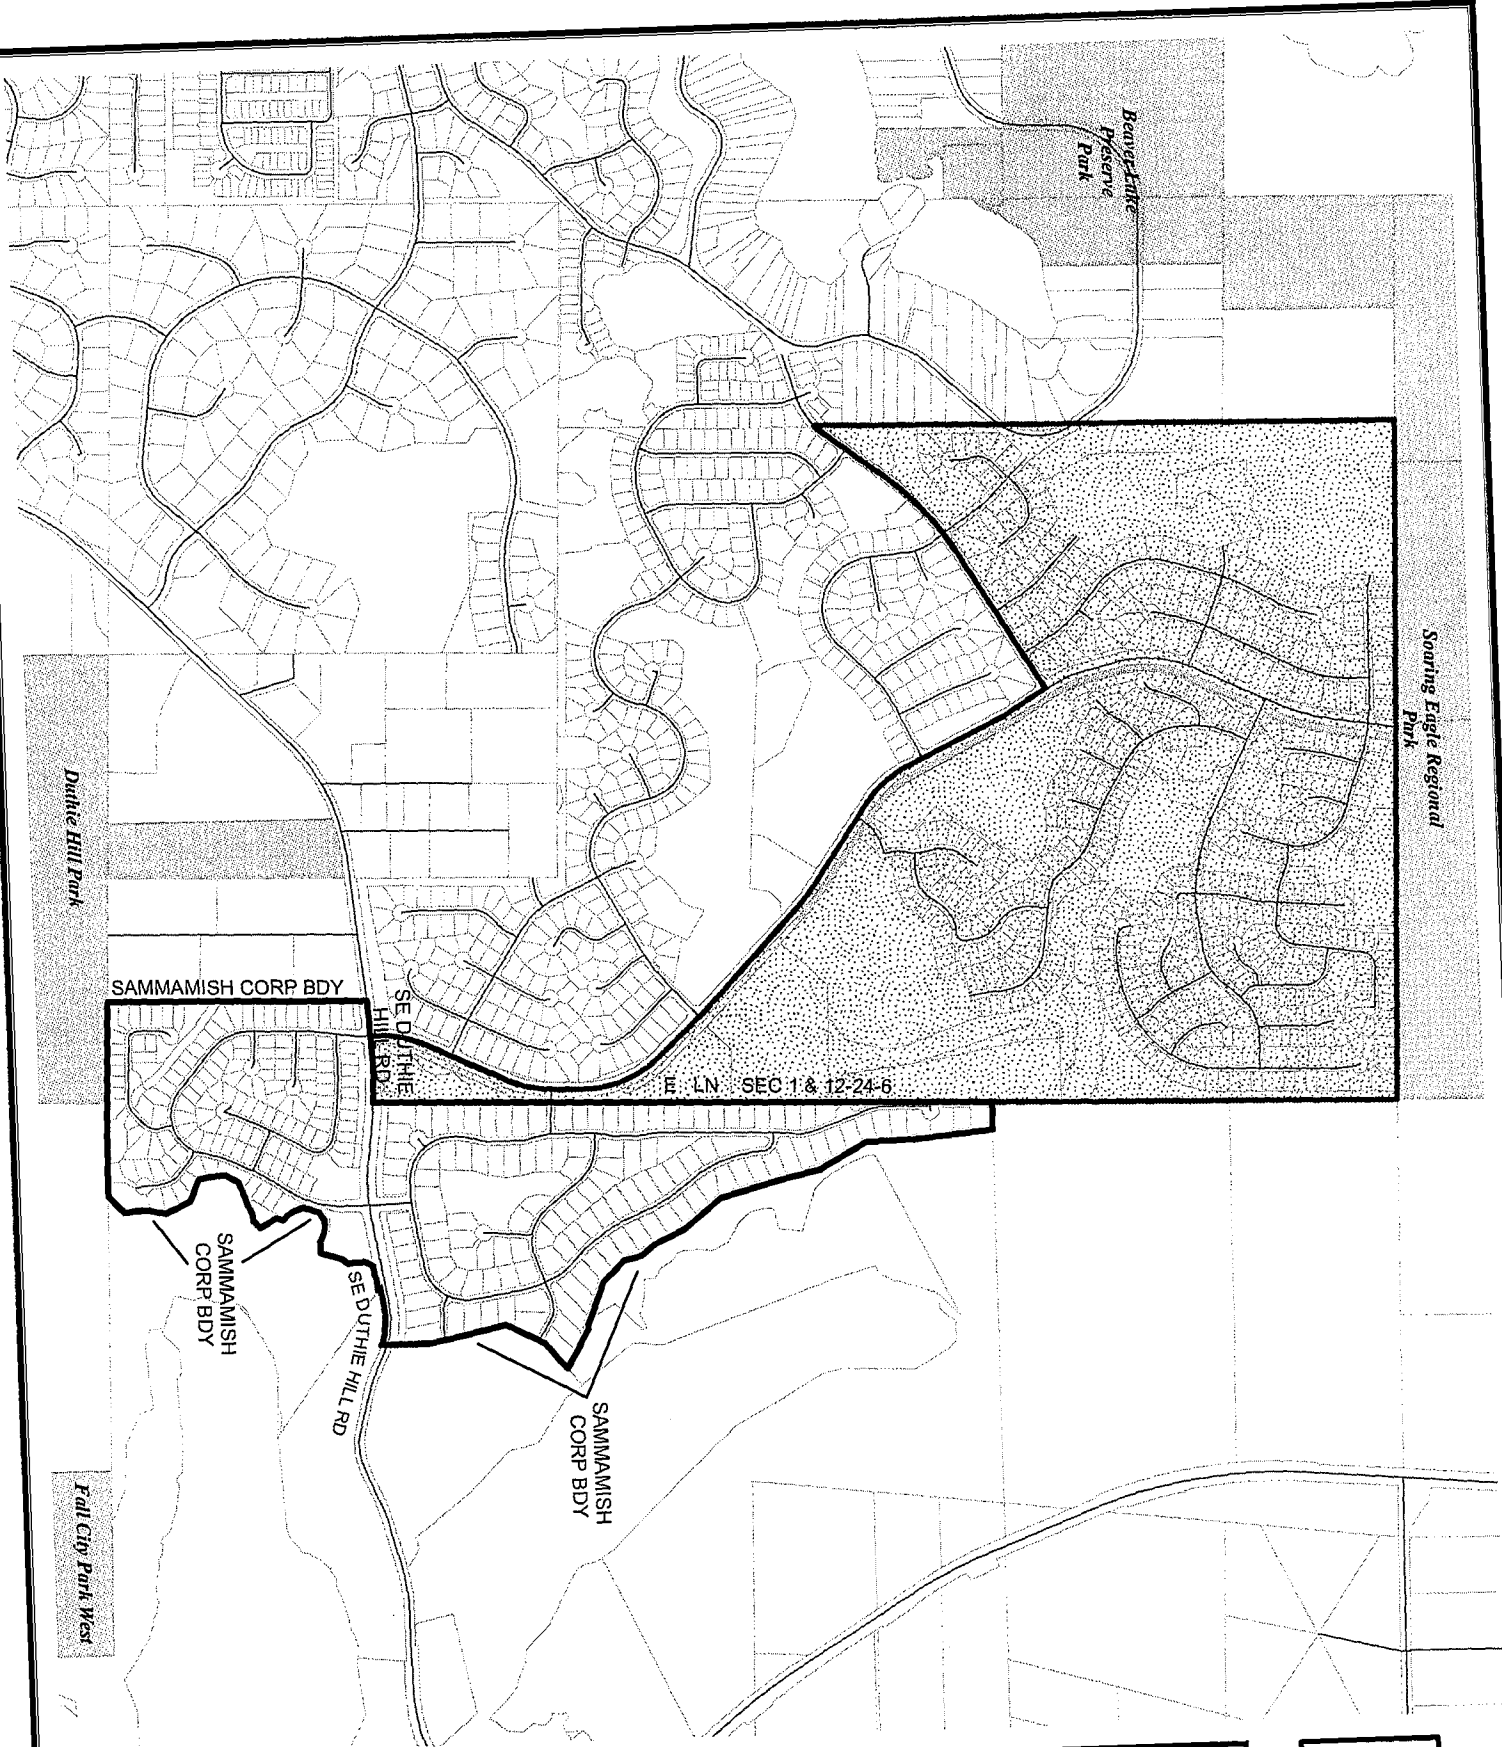 Beaver Lake
Preserve
Park
Soaring Eagle Regional
Park
Duthie Hill Park
SAMMAMISH CORP BDY
SE DUTHIE
HILL RD
E LN SEC 1 & 12-24-6
SAMMAMISH
CORP BDY
SE DUTHIE HILL RD
SAMMAMISH
CORP BDY
Fall City Park West